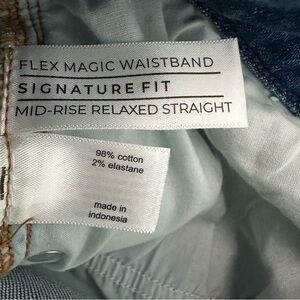 FLEX MAGIC WAISTBAND
SIGNATURE FIT
MID-RISE RELAXED STRAIGHT
98% cotton
2% elastane
made in
indonesia